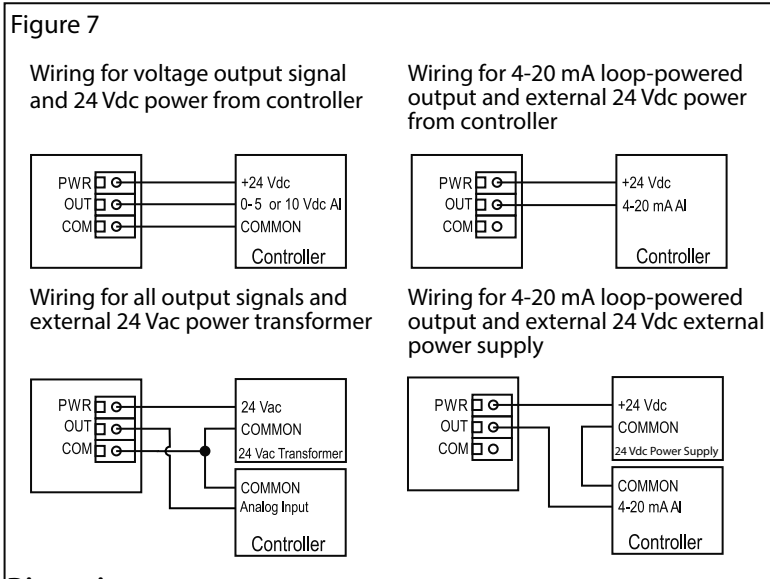 Figure 7
Wiring for voltage output signal
and 24 Vdc power from controller
PWR
OUT
COM
+24 Vdc
0-5 or 10 Vdc AI
COMMON
Controller
Wiring for 4-20 mA loop-powered
output and external 24 Vdc power
from controller
PWR
OUT
COM
+24 Vdc
4-20 mA AI
Controller
Wiring for all output signals and
external 24 Vac power transformer
PWR
OUT
COM
24 Vac
COMMON
24 Vac Transformer
COMMON
Analog Input
Controller
Wiring for 4-20 mA loop-powered
output and external 24 Vdc external
power supply
PWR
OUT
COM
+24 Vdc
COMMON
24 Vdc Power Supply
COMMON
4-20 mA AI
Controller